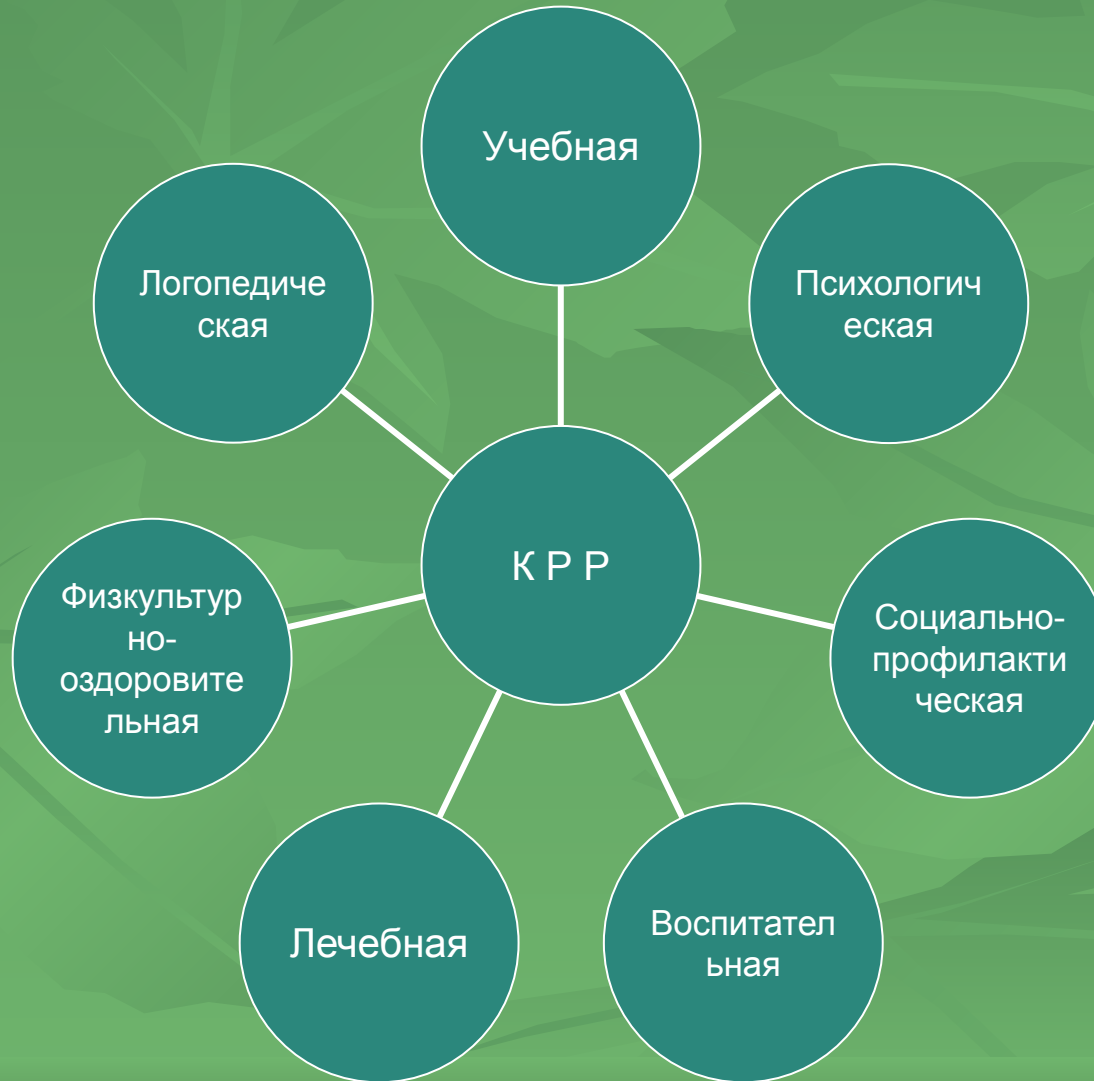 Учебная
Психологич
еская
Социально-
профилакти
ческая
Воспитател
ьная
Лечебная
Физкультур
но-
оздоровите
льная
Логопедиче
ская
К Р Р